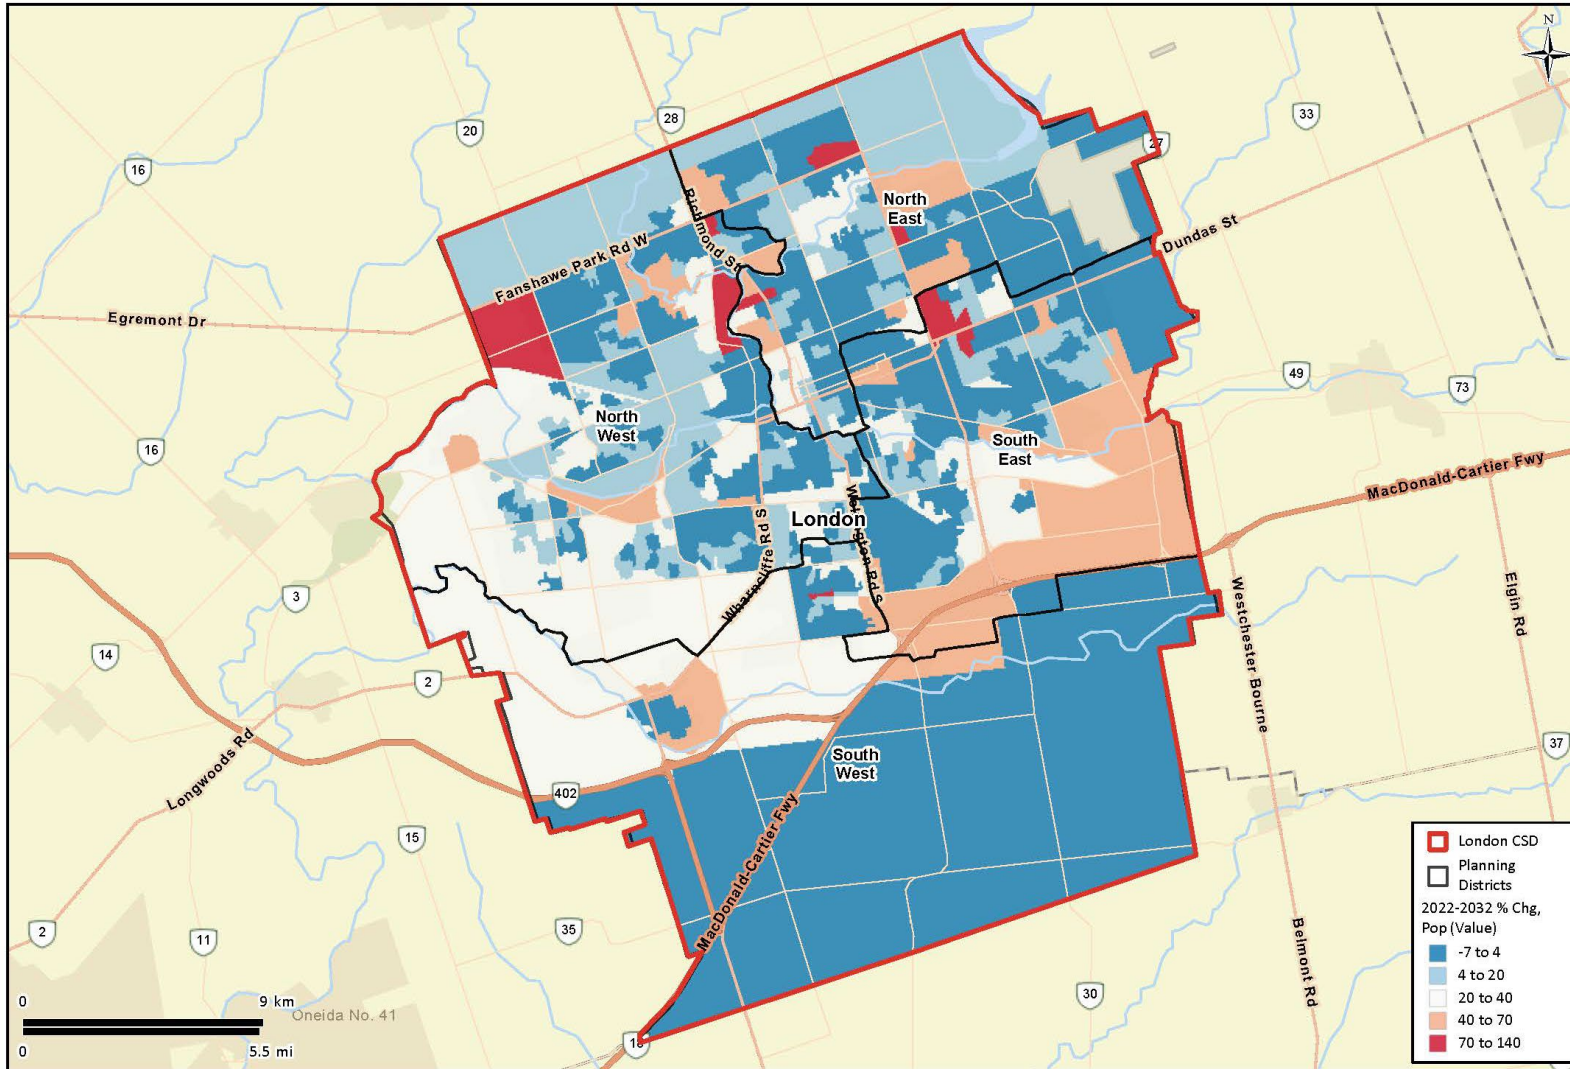 N
33
20
28
16
27
North
East
Richmond St
Dundas St
Fanshawe Park Rd W
Egremont Dr
49
73
North
West
16
South
East
MacDonald-Cartier Fwy
London
Wellington Rd S
Wharncliffe Rd S
3
Westchester Bourne
Elgin Rd
14
2
37
South
West
Longwoods Rd
402
15
MacDonald-Cartier Fwy
2
11
35
Belmont Rd
30
18
Oneida No. 41
0
9 km
0
5.5 mi
London CSD
Planning
Districts
2022-2032 % Chg,
Pop (Value)
-7 to 4
4 to 20
20 to 40
40 to 70
70 to 140